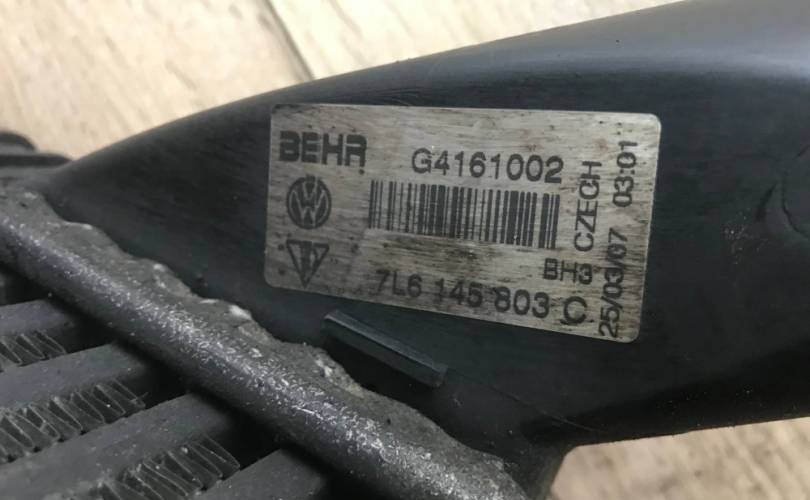 BEHR
G4161002
BH3
7L6 145 803 C
CZECH
25/03/07 03:01